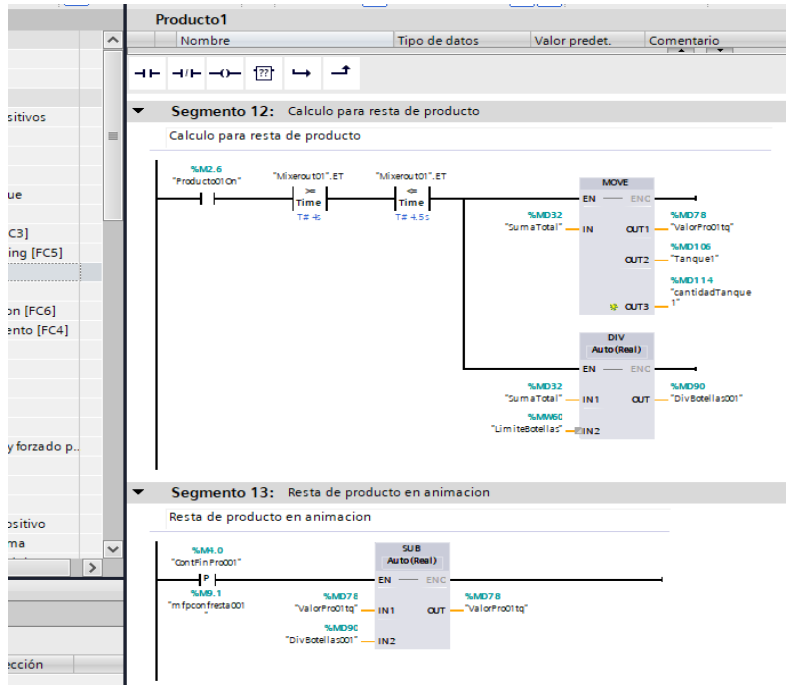 Producto1
Nombre Tipo de datos Valor predet. Comentario
??
sitivos
ue
C3]
ing [FC5]
on [FC6]
ento [FC4]
y forzado p..
ositivo
ma
ección
Segmento 12: Calculo para resta de producto
Calculo para resta de producto
%M2.6
"Producto01On"
"Mixerout01".ET
>=
Time
T# 4s
"Mixerout01".ET
<=
Time
T# 4.5s
MOVE
EN ENO
%MD32
"SumaTotal" IN
OUT1
%MD78
"ValorPro01tq"
OUT2
%MD106
"Tanque1"
OUT3
%MD114
"cantidadTanque
1"
DIV
Auto (Real)
EN ENO
%MD32
"SumaTotal" IN1
OUT
%MD90
"DivBotellas001"
%MW60
"LimiteBotellas" IN2
Segmento 13: Resta de producto en animacion
Resta de producto en animacion
%M4.0
"ContFinPro001"
P
%M9.1
"mfpconfresta001
"
SUB
Auto (Real)
EN ENO
%MD78
"ValorPro01tq" IN1
OUT
%MD78
"ValorPro01tq"
%MD90
"DivBotellas001" IN2